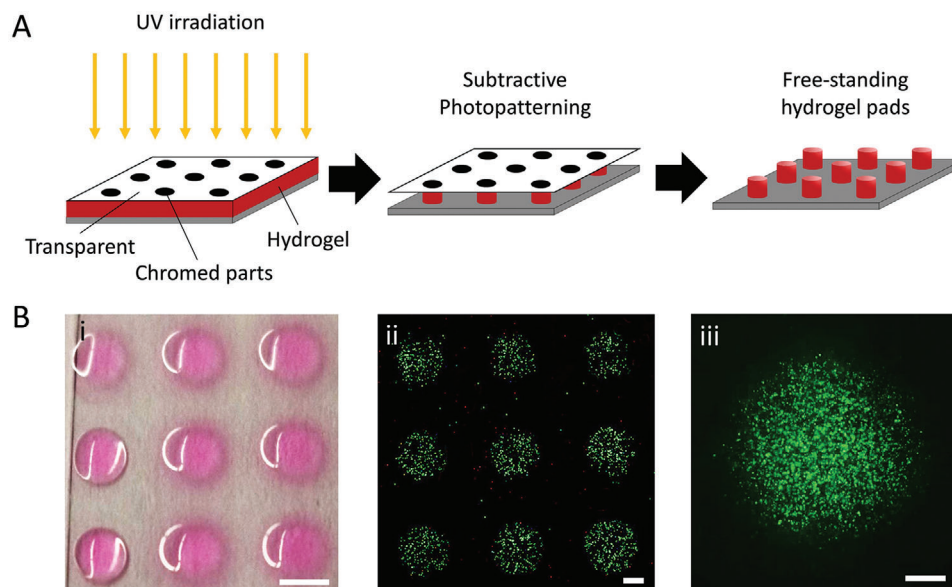 A
UV irradiation
Subtractive
Photopatterning
Free-standing
hydrogel pads
Transparent
Hydrogel
Chromed parts
B
i
ii
iii